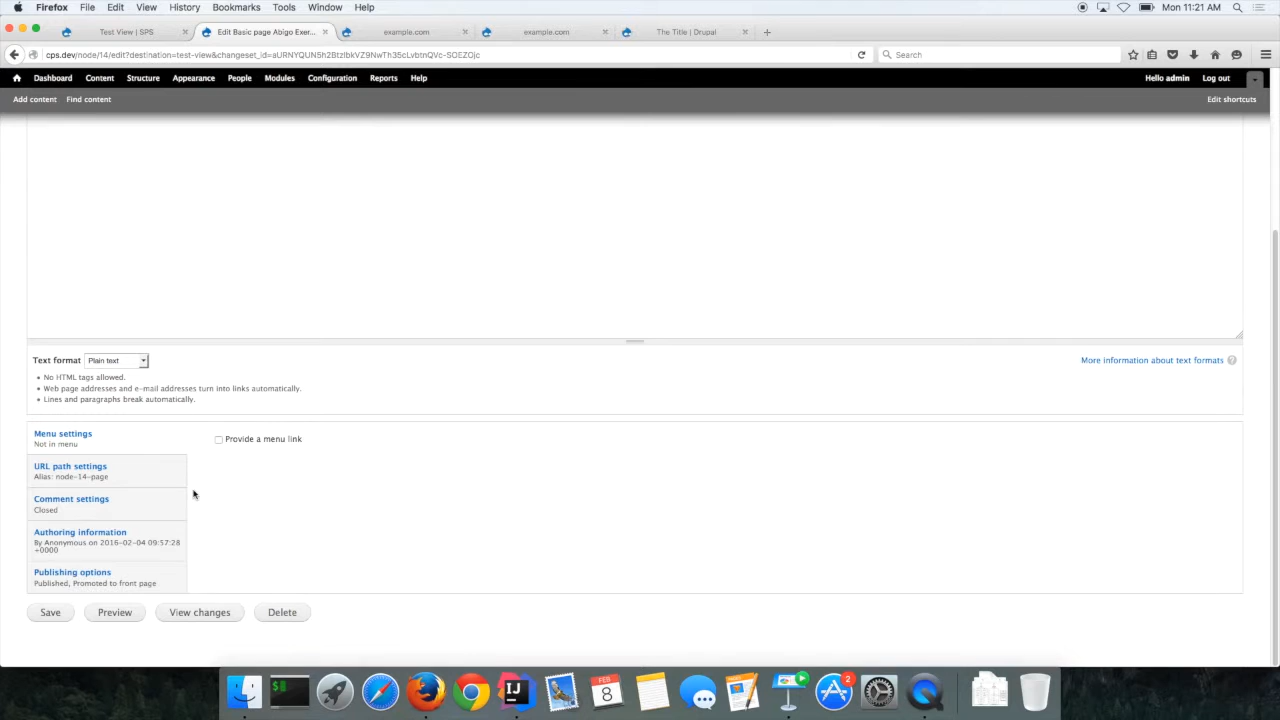 Firefox File Edit View History Bookmarks Tools Window Help Mon 11:21 AM
Test View | SPS Edit Basic page Abigo Exer... example.com example.com The Title | Drupal
Search
Dashboard Content Structure Appearance People Modules Configuration Reports Help Hello admin Log out
Add content Find content Edit shortcuts
Text format Plain text More information about text formats ?
No HTML tags allowed.
Web page addresses and e-mail addresses turn into links automatically.
Lines and paragraphs break automatically.
Menu settings
Not in menu
Provide a menu link
URL path settings
Alias: node-14-page
Comment settings
Closed
Authoring information
By Anonymous on 2016-02-04 09:57:28
+0000
Publishing options
Published, Promoted to front page
Save Preview View changes Delete
$
IJ
FEB
8
2